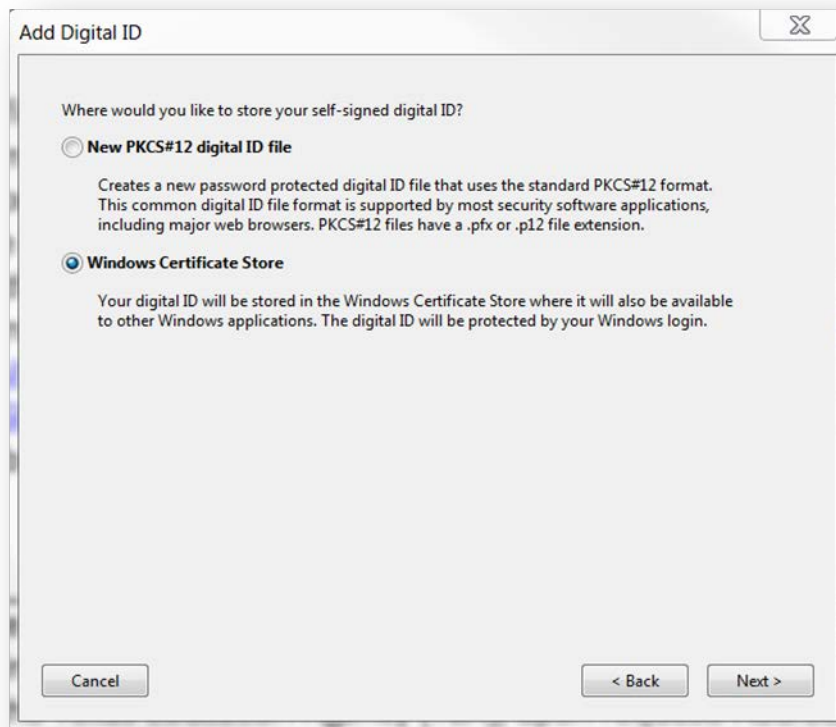 Add Digital ID
Where would you like to store your self-signed digital ID?
New PKCS#12 digital ID file
Creates a new password protected digital ID file that uses the standard PKCS#12 format.
This common digital ID file format is supported by most security software applications,
including major web browsers. PKCS#12 files have a .pfx or .p12 file extension.
Windows Certificate Store
Your digital ID will be stored in the Windows Certificate Store where it will also be available
to other Windows applications. The digital ID will be protected by your Windows login.
Cancel
< Back
Next >